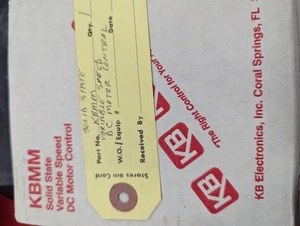 KBMM
Solid State
Variable Speed
DC Motor Control
Stores Bin Card
Part No. KBMM
Qty. 1
SOLID STATE
VARIABLE SPEED
DC MOTOR CONTROL
W.O./ Equip #
Received By
Date
KB
The Right Control for Your
KB
KB
KB Electronics, Inc. Coral Springs, FL